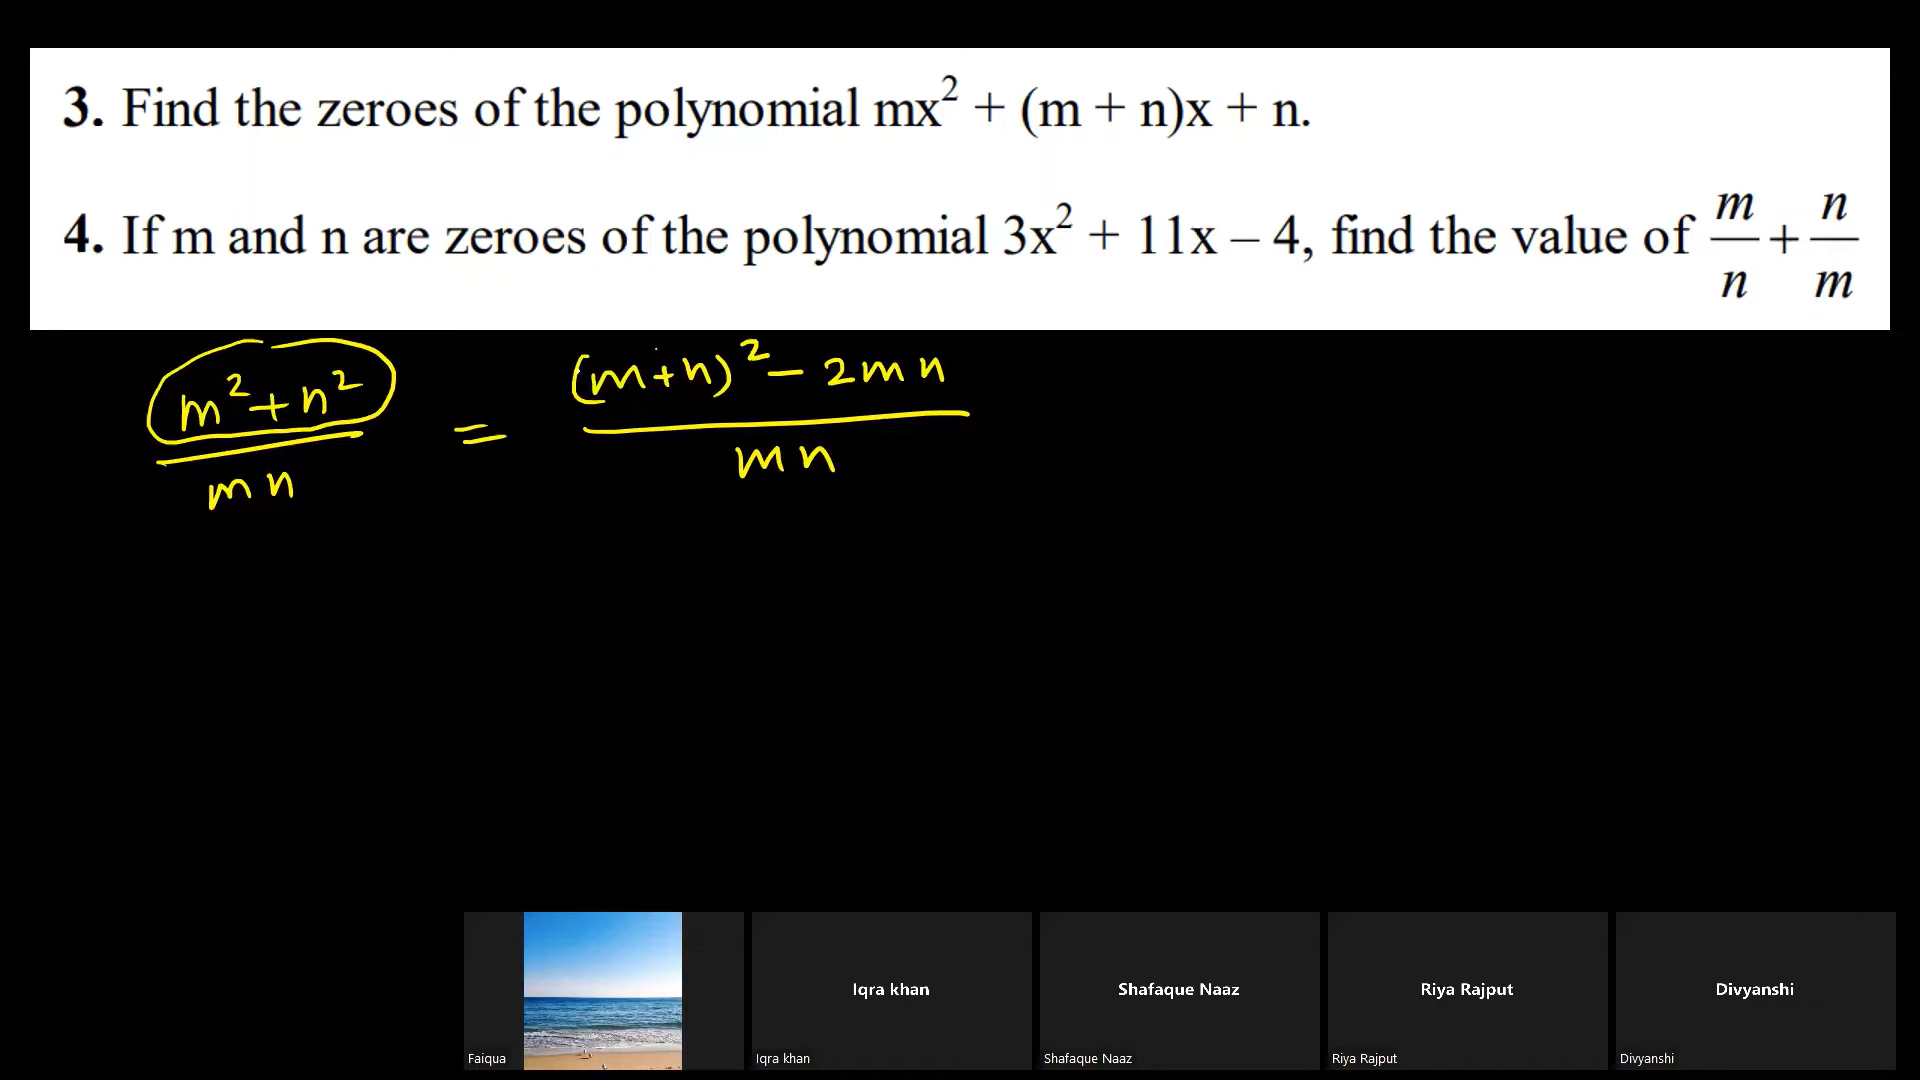 3. Find the zeroes of the polynomial mx² + (m + n)x + n.
4. If m and n are zeroes of the polynomial 3x² + 11x – 4, find the value of m/n + n/m
(m² + n²)/mn = ((m+n)² – 2mn)/mn
Iqra khan
Shafaque Naaz
Riya Rajput
Divyanshi
Faiqua
Iqra khan
Shafaque Naaz
Riya Rajput
Divyanshi